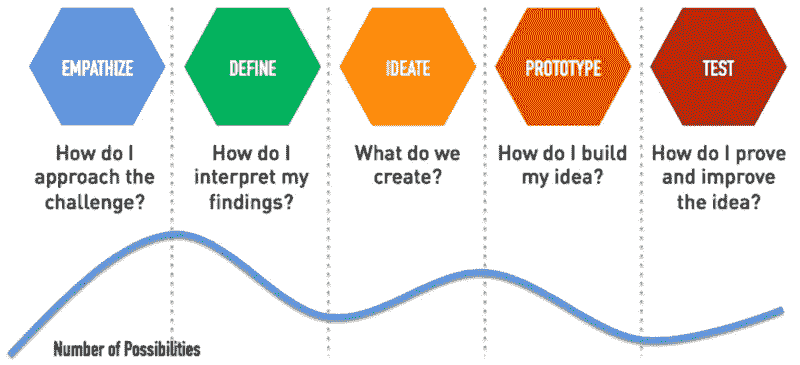 EMPATHIZE
DEFINE
IDEATE
PROTOTYPE
TEST
How do I
approach the
challenge?
How do I
interpret my
findings?
What do we
create?
How do I build
my idea?
How do I prove
and improve
the idea?
Number of Possibilities